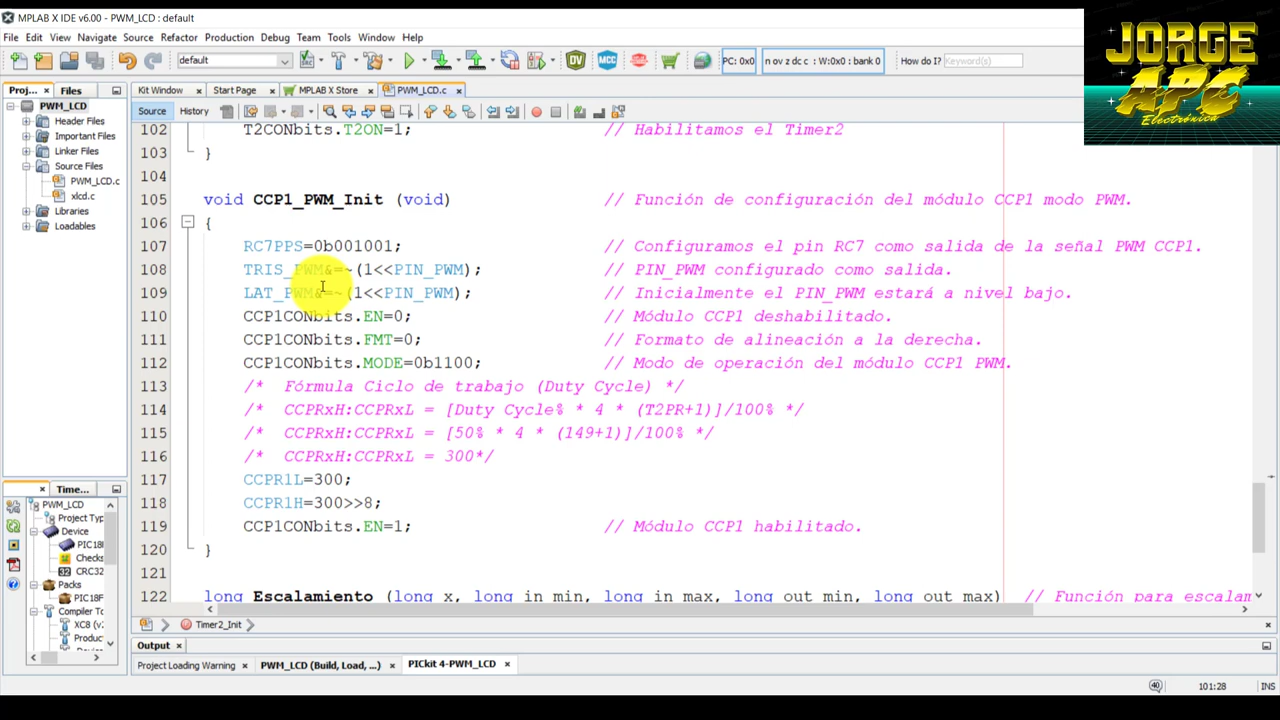 MPLAB X IDE v6.00 - PWM_LCD : default
File Edit View Navigate Source Refactor Production Debug Team Tools Window Help
default
PC: 0x0
n ov z dc c : W:0x0 : bank 0
How do I? Keyword(s)
JORGE
APC
Electrónica
Proj... × Files
Kit Window × Start Page × MPLAB X Store × PWM_LCD.c ×
Source History
PWM_LCD
Header Files
Important Files
Linker Files
Source Files
PWM_LCD.c
xlcd.c
Libraries
Loadables
102 T2CONbits.T2ON=1; // Habilitamos el Timer2
103 }
104
105 void CCP1_PWM_Init (void) // Función de configuración del módulo CCP1 modo PWM.
106 {
107 RC7PPS=0b001001; // Configuramos el pin RC7 como salida de la señal PWM CCP1.
108 TRIS_PWM&=~(1<<PIN_PWM); // PIN_PWM configurado como salida.
109 LAT_PWM&=~(1<<PIN_PWM); // Inicialmente el PIN_PWM estará a nivel bajo.
110 CCP1CONbits.EN=0; // Módulo CCP1 deshabilitado.
111 CCP1CONbits.FMT=0; // Formato de alineación a la derecha.
112 CCP1CONbits.MODE=0b1100; // Modo de operación del módulo CCP1 PWM.
113 /* Fórmula Ciclo de trabajo (Duty Cycle) */
114 /* CCPRxH:CCPRxL = [Duty Cycle% * 4 * (T2PR+1)]/100% */
115 /* CCPRxH:CCPRxL = [50% * 4 * (149+1)]/100% */
116 /* CCPRxH:CCPRxL = 300*/
117 CCPR1L=300;
118 CCPR1H=300>>8;
119 CCP1CONbits.EN=1; // Módulo CCP1 habilitado.
120 }
121
122 long Escalamiento (long x, long in_min, long in_max, long out_min, long out_max) // Función para escalam
× Time...
PWM_LCD
Project Typ
Device
PIC18
Checks
CRC32
Packs
PIC18F
Compiler To
XC8 (v
Produc
Timer2_Init
Output ×
Project Loading Warning × PWM_LCD (Build, Load, ...) × PICkit 4-PWM_LCD ×
40
101:28
INS